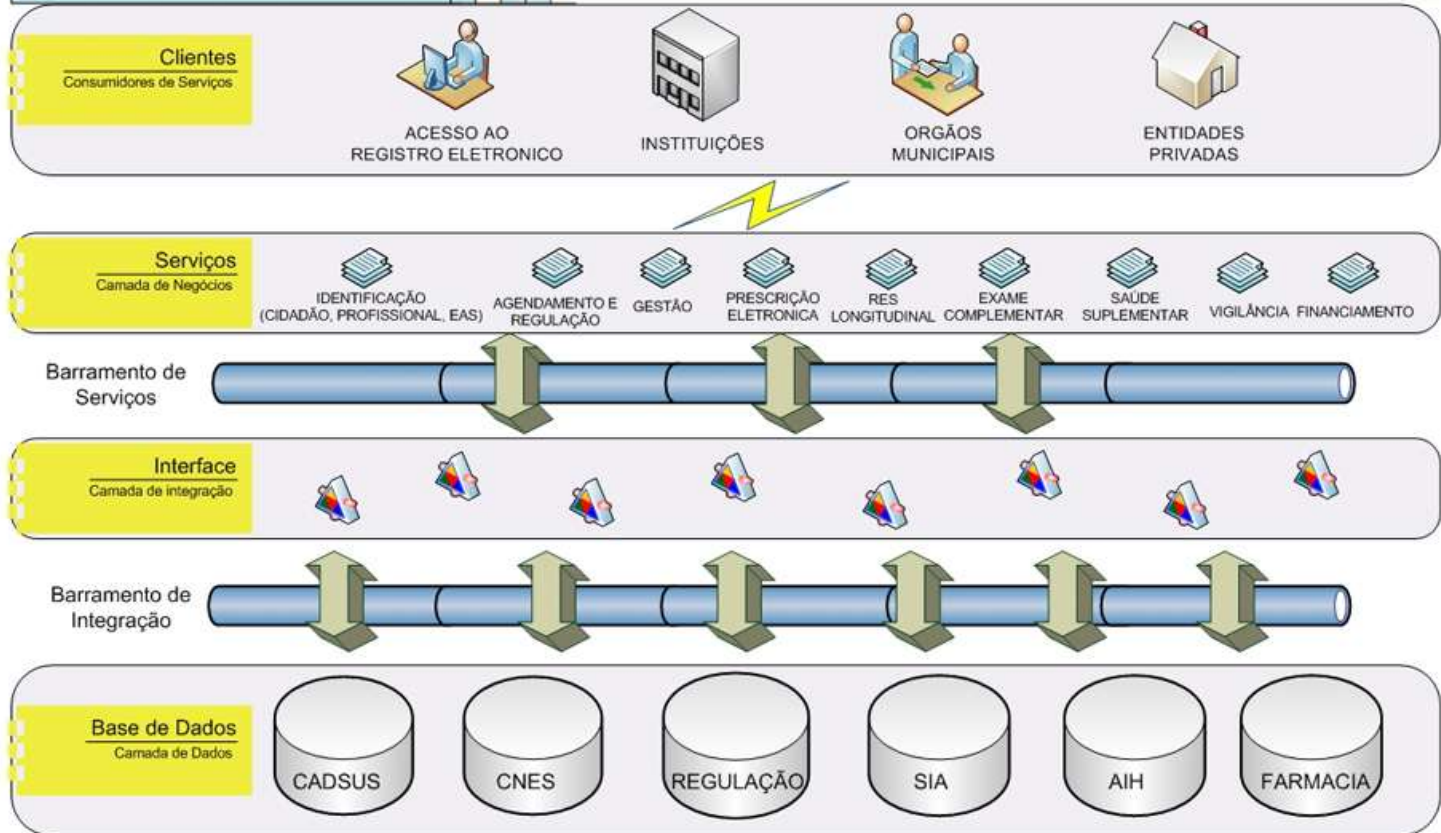 Clientes
Consumidores de Serviços
ACESSO AO
REGISTRO ELETRONICO
INSTITUIÇÕES
ORGÃOS
MUNICIPAIS
ENTIDADES
PRIVADAS
Serviços
Camada de Negócios
IDENTIFICAÇÃO
(CIDADÃO, PROFISSIONAL, EAS)
AGENDAMENTO E
REGULAÇÃO
GESTÃO
PRESCRIÇÃO
ELETRONICA
RES
LONGITUDINAL
EXAME
COMPLEMENTAR
SAÚDE
SUPLEMENTAR
VIGILÂNCIA
FINANCIAMENTO
Barramento de
Serviços
Interface
Camada de integração
Barramento de
Integração
Base de Dados
Camada de Dados
CADSUS
CNES
REGULAÇÃO
SIA
AIH
FARMACIA